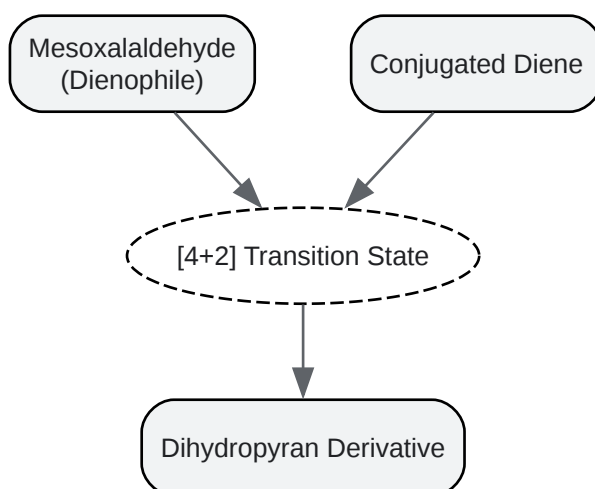 Mesoxalaldehyde
(Dienophile)
Conjugated Diene
[4+2] Transition State
Dihydropyran Derivative